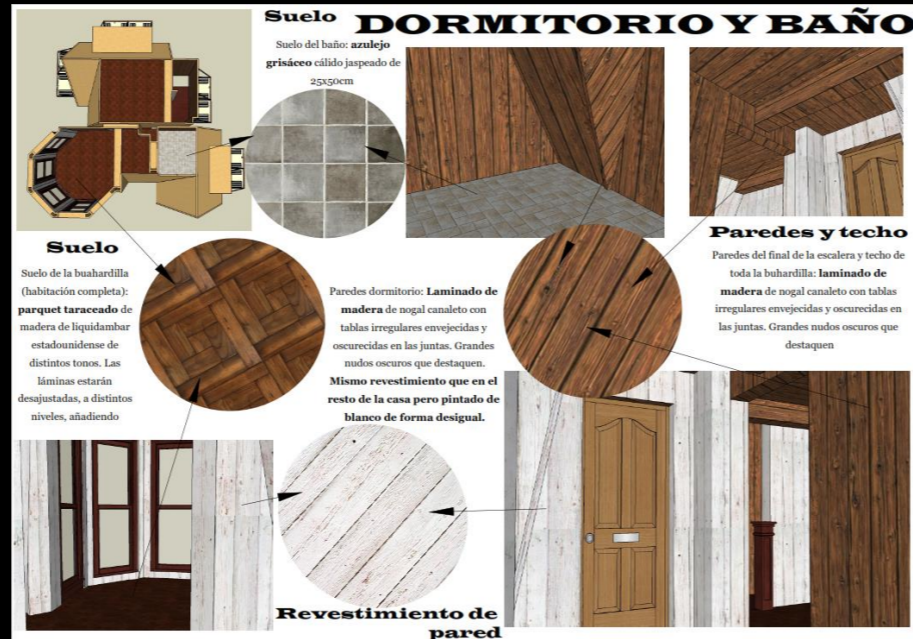 DORMITORIO Y BAÑO
Suelo
Suelo del baño: azulejo
grisáceo cálido jaspeado de
25x50cm
Suelo
Suelo de la buahardilla
(habitación completa):
parquet taraceado de
madera de liquidambar
estadounidense de
distintos tonos. Las
láminas estarán
desajustadas, a distintos
niveles, añadiendo
Paredes dormitorio: Laminado de
madera de nogal canaleto con
tablas irregulares envejecidas y
oscurecidas en las juntas. Grandes
nudos oscuros que destaquen.
Mismo revestimiento que en el
resto de la casa pero pintado de
blanco de forma desigual.
Paredes y techo
Paredes del final de la escalera y techo de
toda la buhardilla: laminado de
madera de nogal canaleto con tablas
irregulares envejecidas y oscurecidas en
las juntas. Grandes nudos oscuros que
destaquen
Revestimiento de
pared